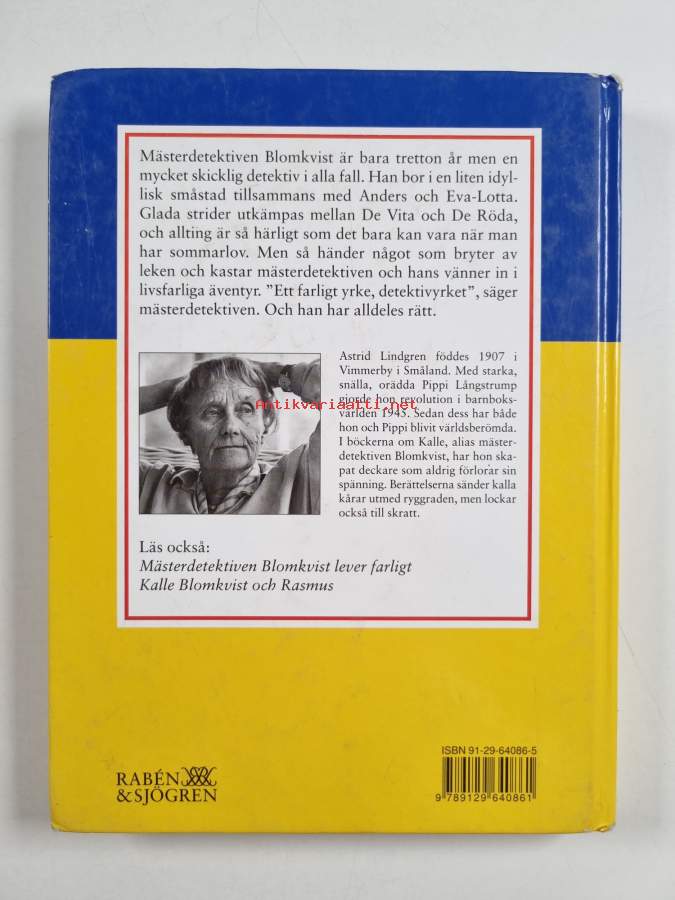 Mästerdetektiven Blomkvist är bara tretton år men en
mycket skicklig detektiv i alla fall. Han bor i en liten idyl-
lisk småstad tillsammans med Anders och Eva-Lotta.
Glada strider utkämpas mellan De Vita och De Röda,
och allting är så härligt som det bara kan vara när man
har sommarlov. Men så händer något som bryter av
leken och kastar mästerdetektiven och hans vänner in i
livsfarliga äventyr. ”Ett farligt yrke, detektivyrket”, säger
mästerdetektiven. Och han har alldeles rätt.
Astrid Lindgren föddes 1907 i
Vimmerby i Småland. Med starka,
snälla, orädda Pippi Långstrump
gjorde hon revolution i barnboks-
världen 1945. Sedan dess har både
hon och Pippi blivit världsberömda.
I böckerna om Kalle, alias mäster-
detektiven Blomkvist, har hon ska-
pat deckare som aldrig förlorar sin
spänning. Berättelserna sänder kalla
kårar utmed ryggraden, men lockar
också till skratt.
Antikvariaatti.net
Läs också:
Mästerdetektiven Blomkvist lever farligt
Kalle Blomkvist och Rasmus
RABÉN
&SJÖGREN
ISBN 91-29-64086-5
9 789129 640861